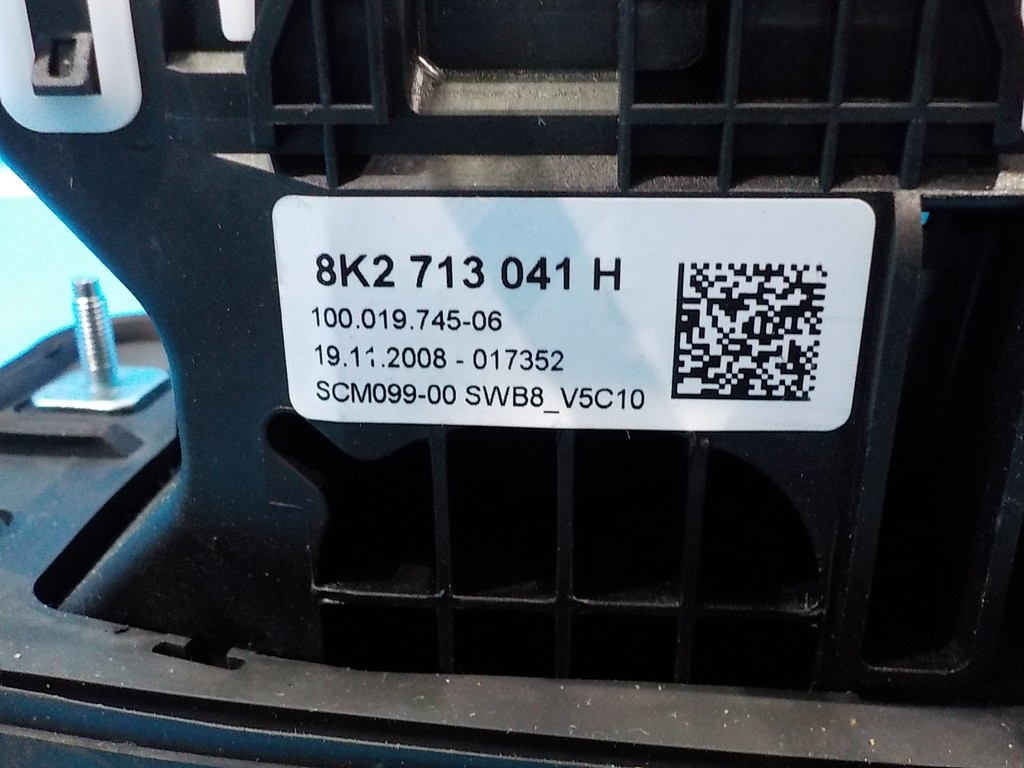 8K2 713 041 H
100.019.745-06
19.11.2008 - 017352
SCM099-00 SWB8_V5C10